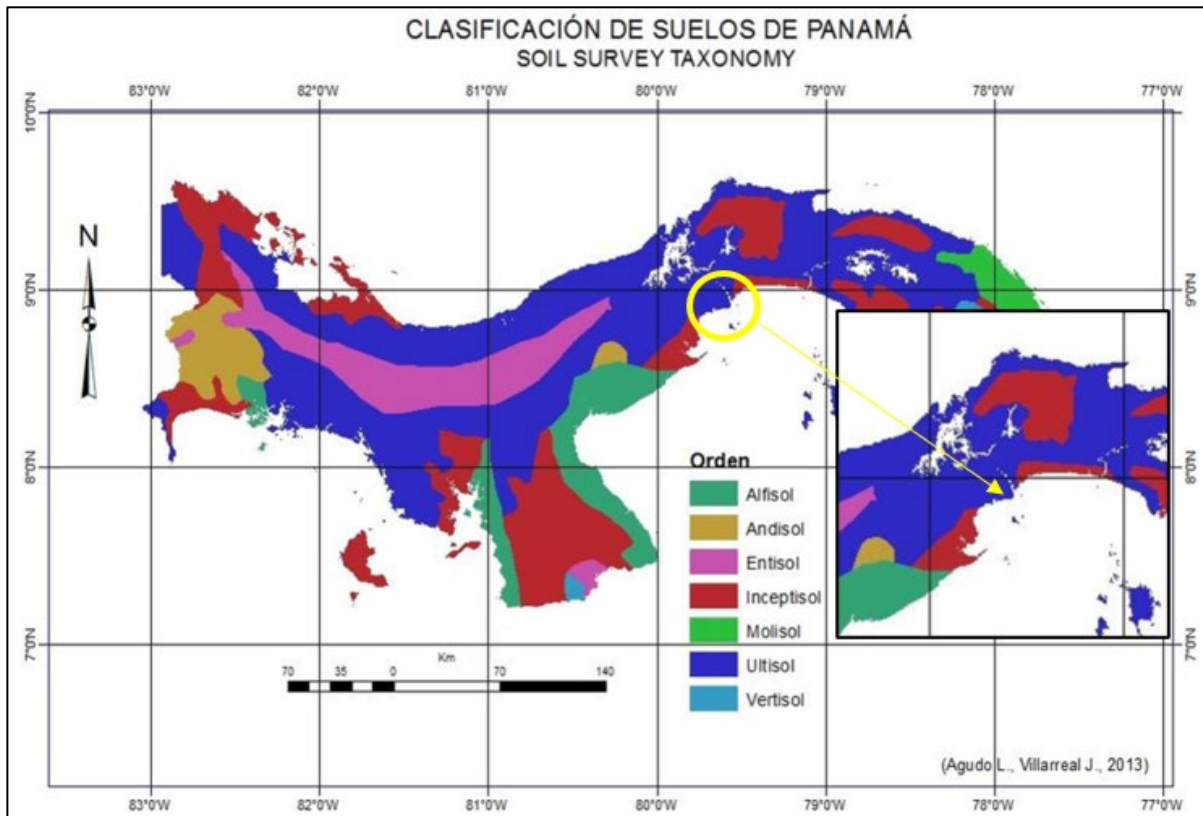 CLASIFICACIÓN DE SUELOS DE PANAMÁ
SOIL SURVEY TAXONOMY
83°0'W 82°0'W 81°0'W 80°0'W 79°0'W 78°0'W 77°0'W
10°0'N
N
9°0'N 9°0'N
8°0'N 8°0'N
Orden
Alfisol
Andisol
Entisol
Inceptisol
Molisol
Ultisol
Vertisol
7°0'N 7°0'N
Km
70 35 0 70 140
(Agudo L., Villarreal J., 2013)
83°0'W 82°0'W 81°0'W 80°0'W 79°0'W 78°0'W 77°0'W